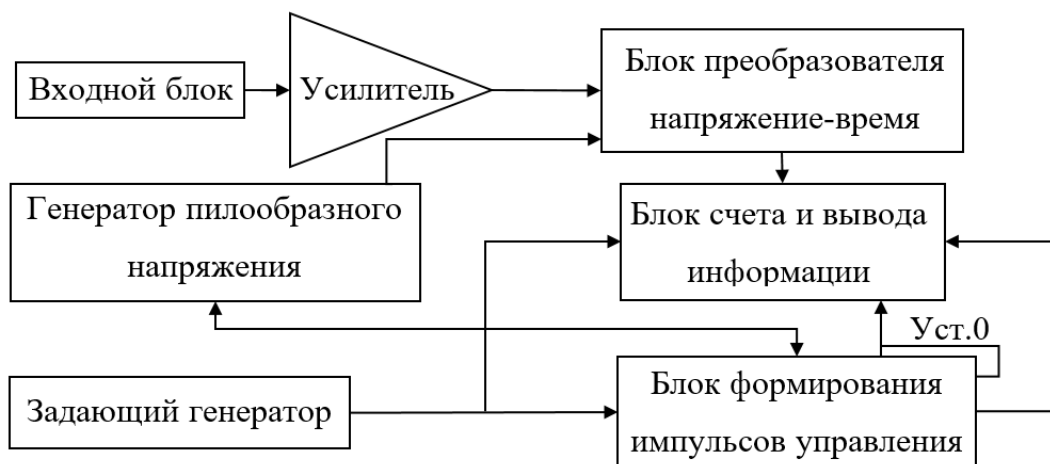 Входной блок
Усилитель
Блок преобразователя
напряжение-время
Генератор пилообразного
напряжения
Блок счета и вывода
информации
Уст.0
Задающий генератор
Блок формирования
импульсов управления